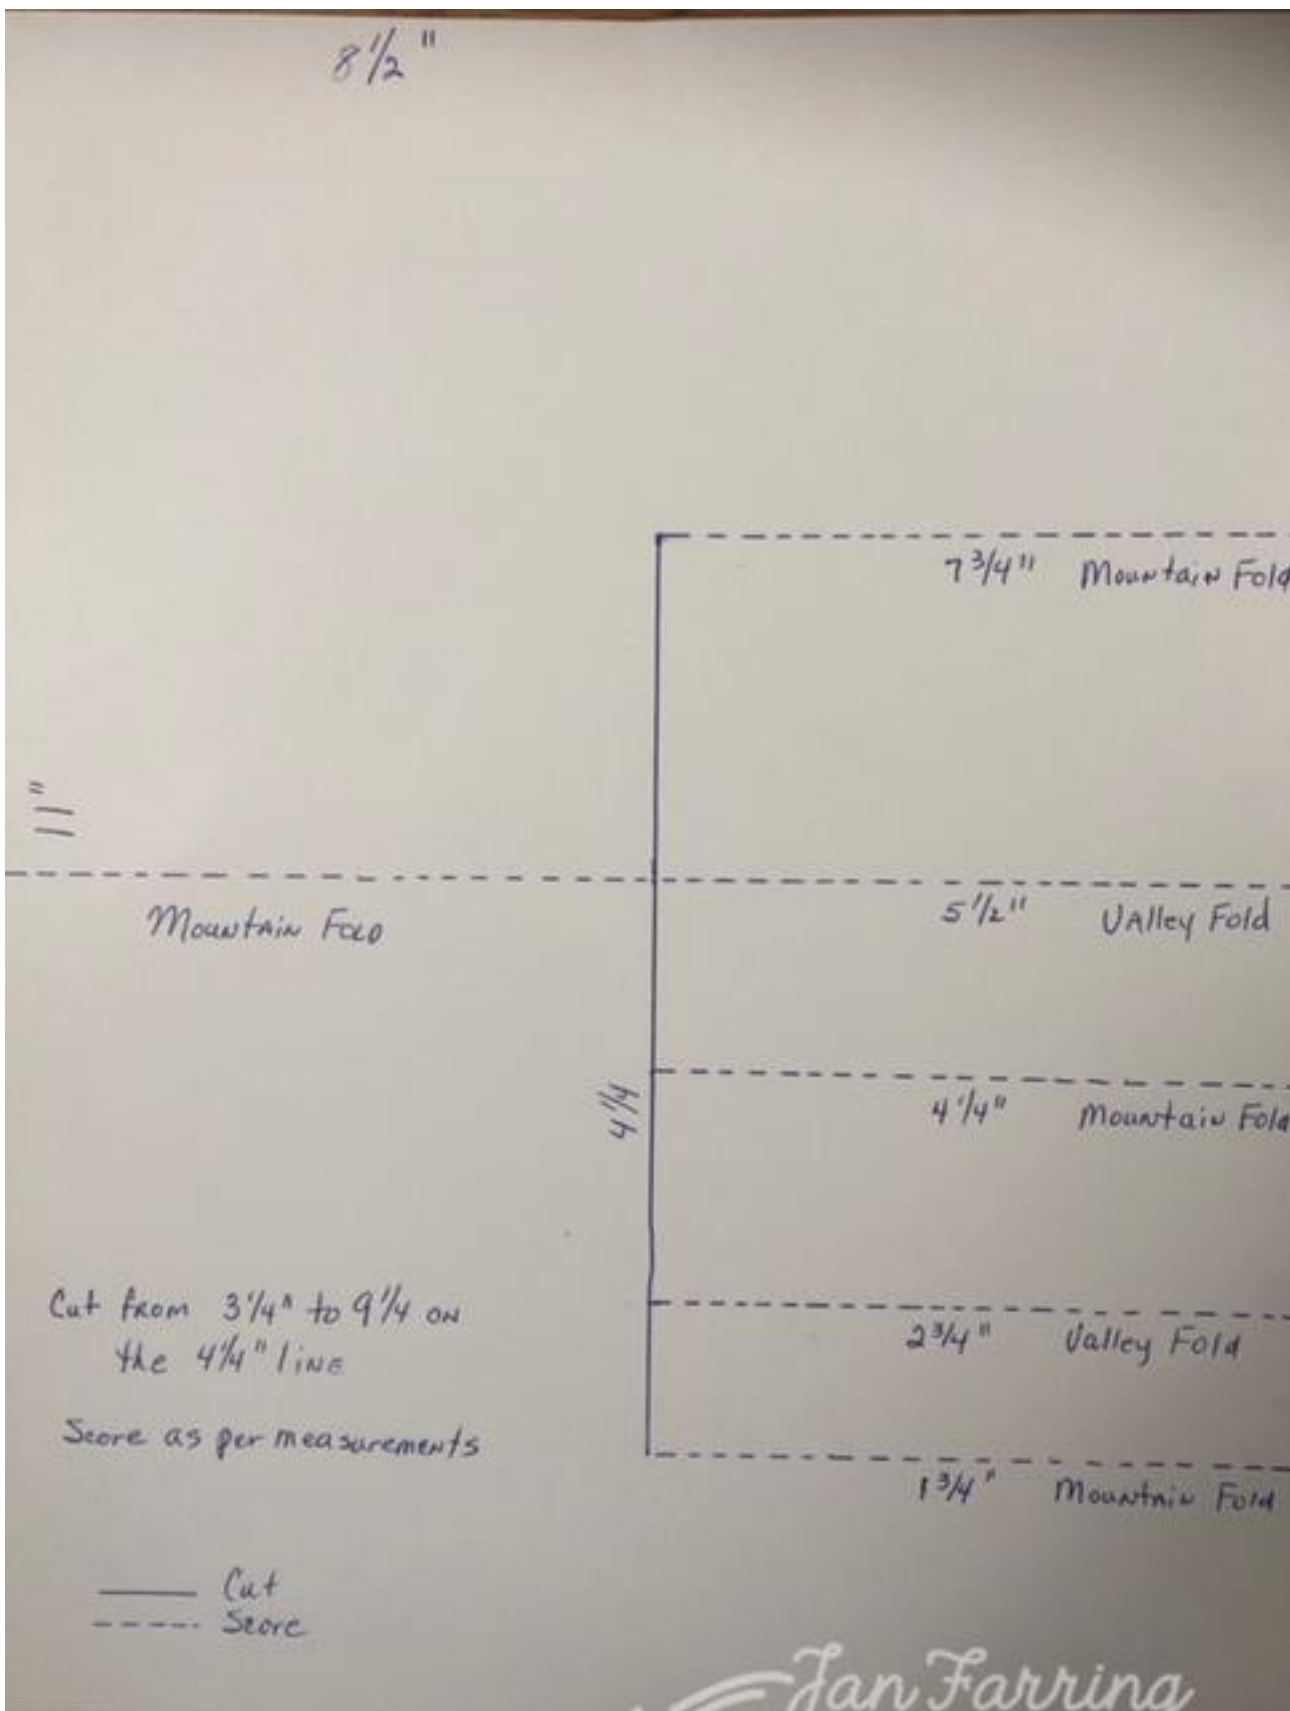 8 1/2 "
7 3/4" Mountain Fold
11"
Mountain Fold
5 1/2" Valley Fold
4 1/4
4 1/4" Mountain Fold
Cut from 3 1/4" to 9 1/4 on
the 4 1/4" line
2 3/4" Valley Fold
Score as per measurements
1 3/4" Mountain Fold
Cut
Score
Jan Farring